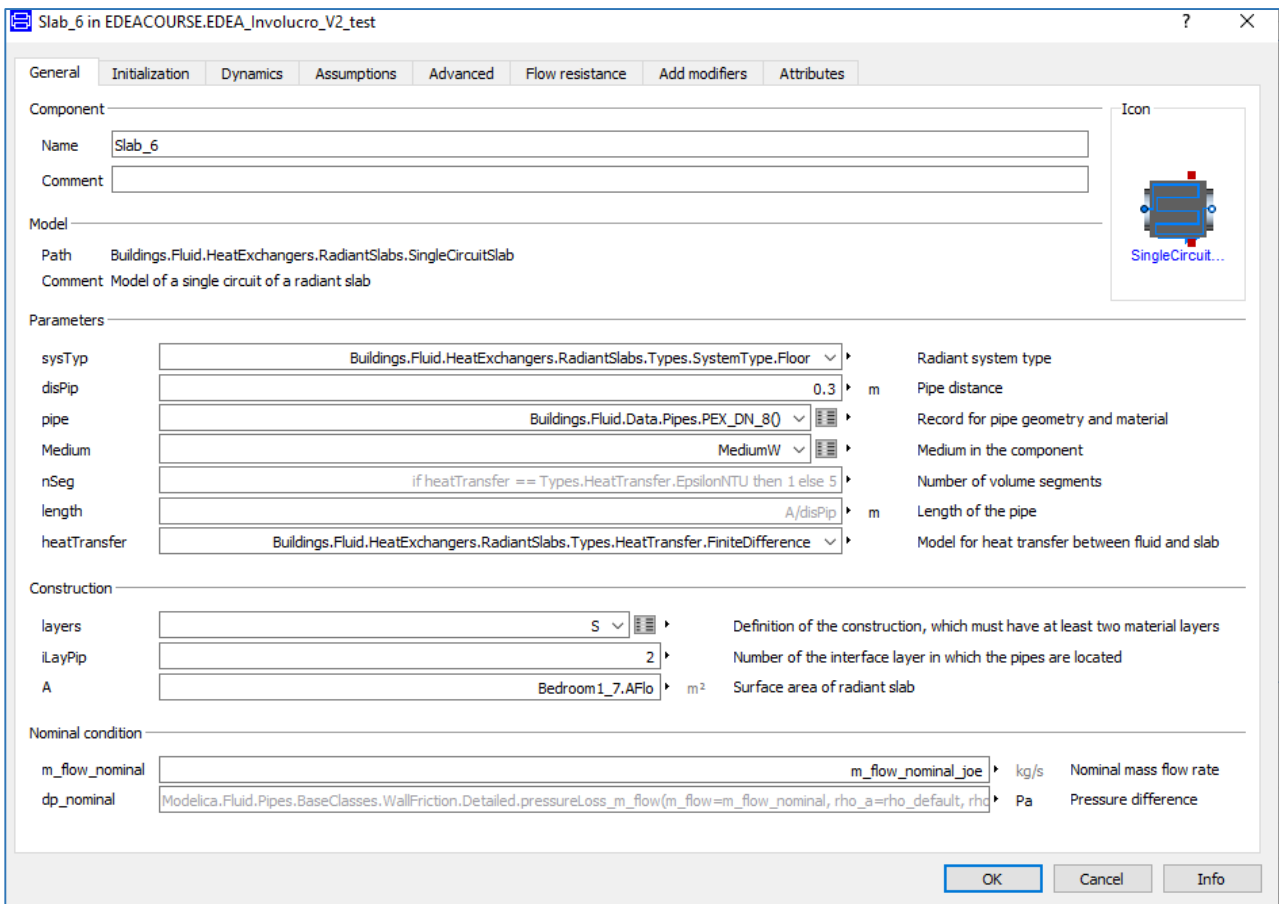 Slab_6 in EDEACOURSE.EDEA_Involucro_V2_test ? X
General Initialization Dynamics Assumptions Advanced Flow resistance Add modifiers Attributes
Component
Icon
Name Slab_6
Comment
SingleCircuit...
Model
Path Buildings.Fluid.HeatExchangers.RadiantSlabs.SingleCircuitSlab
Comment Model of a single circuit of a radiant slab
Parameters
sysTyp Buildings.Fluid.HeatExchangers.RadiantSlabs.Types.SystemType.Floor Radiant system type
disPip 0.3 m Pipe distance
pipe Buildings.Fluid.Data.Pipes.PEX_DN_8() Record for pipe geometry and material
Medium MediumW Medium in the component
nSeg if heatTransfer == Types.HeatTransfer.EpsilonNTU then 1 else 5 Number of volume segments
length A/disPip m Length of the pipe
heatTransfer Buildings.Fluid.HeatExchangers.RadiantSlabs.Types.HeatTransfer.FiniteDifference Model for heat transfer between fluid and slab
Construction
layers S Definition of the construction, which must have at least two material layers
iLayPip 2 Number of the interface layer in which the pipes are located
A Bedroom1_7.AFlo m² Surface area of radiant slab
Nominal condition
m_flow_nominal m_flow_nominal_joe kg/s Nominal mass flow rate
dp_nominal Modelica.Fluid.Pipes.BaseClasses.WallFriction.Detailed.pressureLoss_m_flow(m_flow=m_flow_nominal, rho_a=rho_default, rho Pa Pressure difference
OK Cancel Info